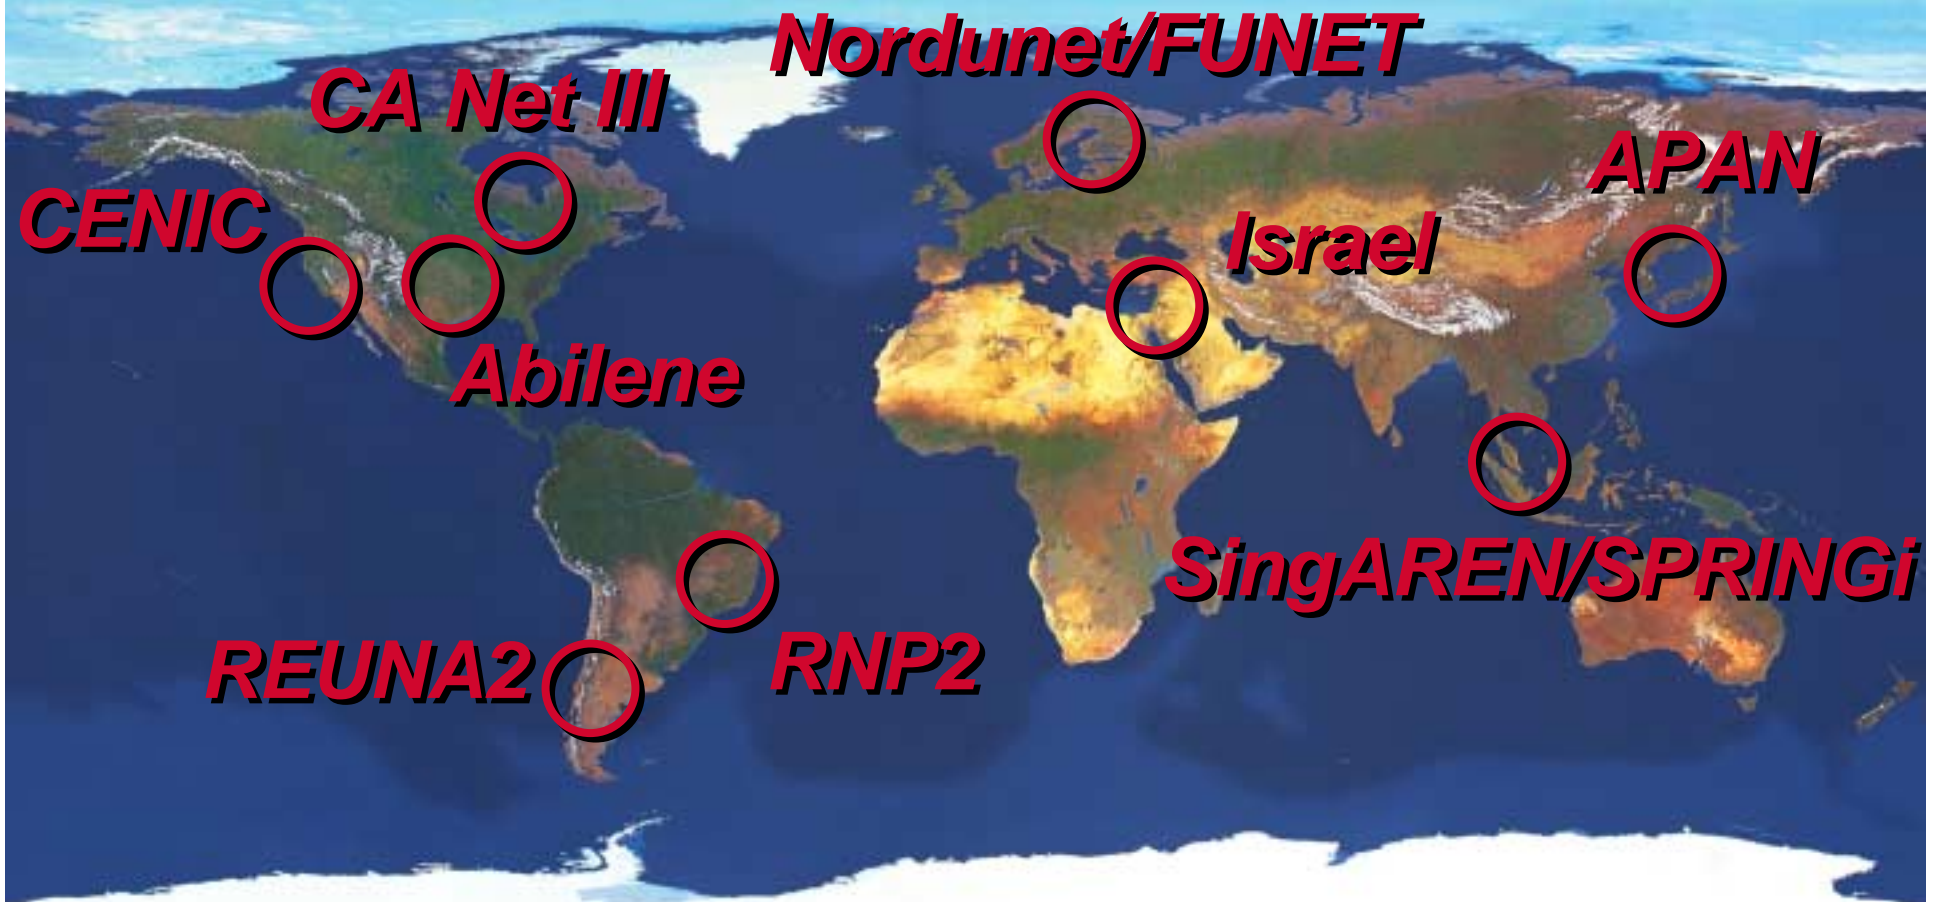 Nordunet/FUNET
CA Net III
APAN
CENIC
Israel
Abilene
SingAREN/SPRINGi
REUNA2
RNP2